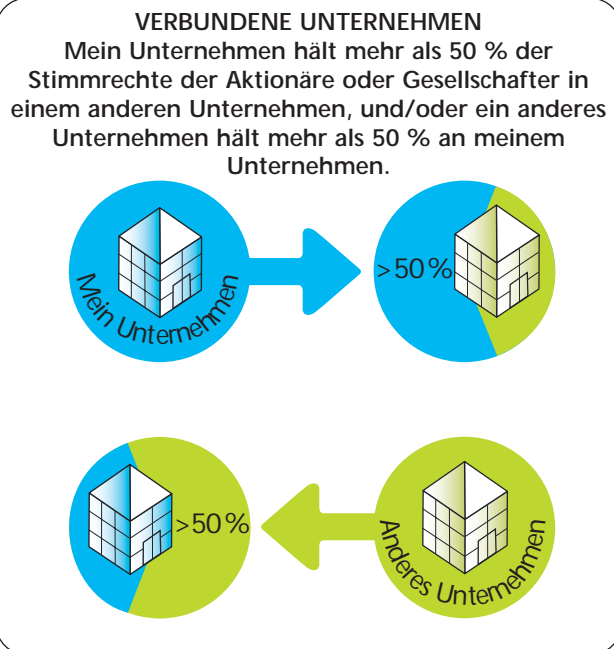 VERBUNDENE UNTERNEHMEN
Mein Unternehmen hält mehr als 50 % der
Stimmrechte der Aktionäre oder Gesellschafter in
einem anderen Unternehmen, und/oder ein anderes
Unternehmen hält mehr als 50 % an meinem
Unternehmen.
Mein Unternehmen
>50%
>50%
Anderes Unternehmen